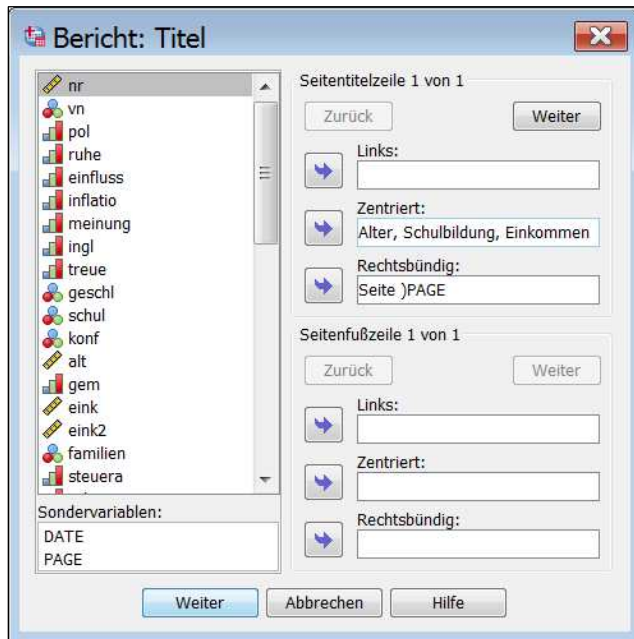 Bericht: Titel
nr
vn
pol
ruhe
einfluss
inflatio
meinung
ingl
treue
geschl
schul
konf
alt
gem
eink
eink2
familien
steuera
Sondervariablen:
DATE
PAGE
Seitentitelzeile 1 von 1
Zurück
Weiter
Links:
Zentriert:
Alter, Schulbildung, Einkommen
Rechtsbündig:
Seite )PAGE
Seitenfußzeile 1 von 1
Zurück
Weiter
Links:
Zentriert:
Rechtsbündig:
Weiter
Abbrechen
Hilfe